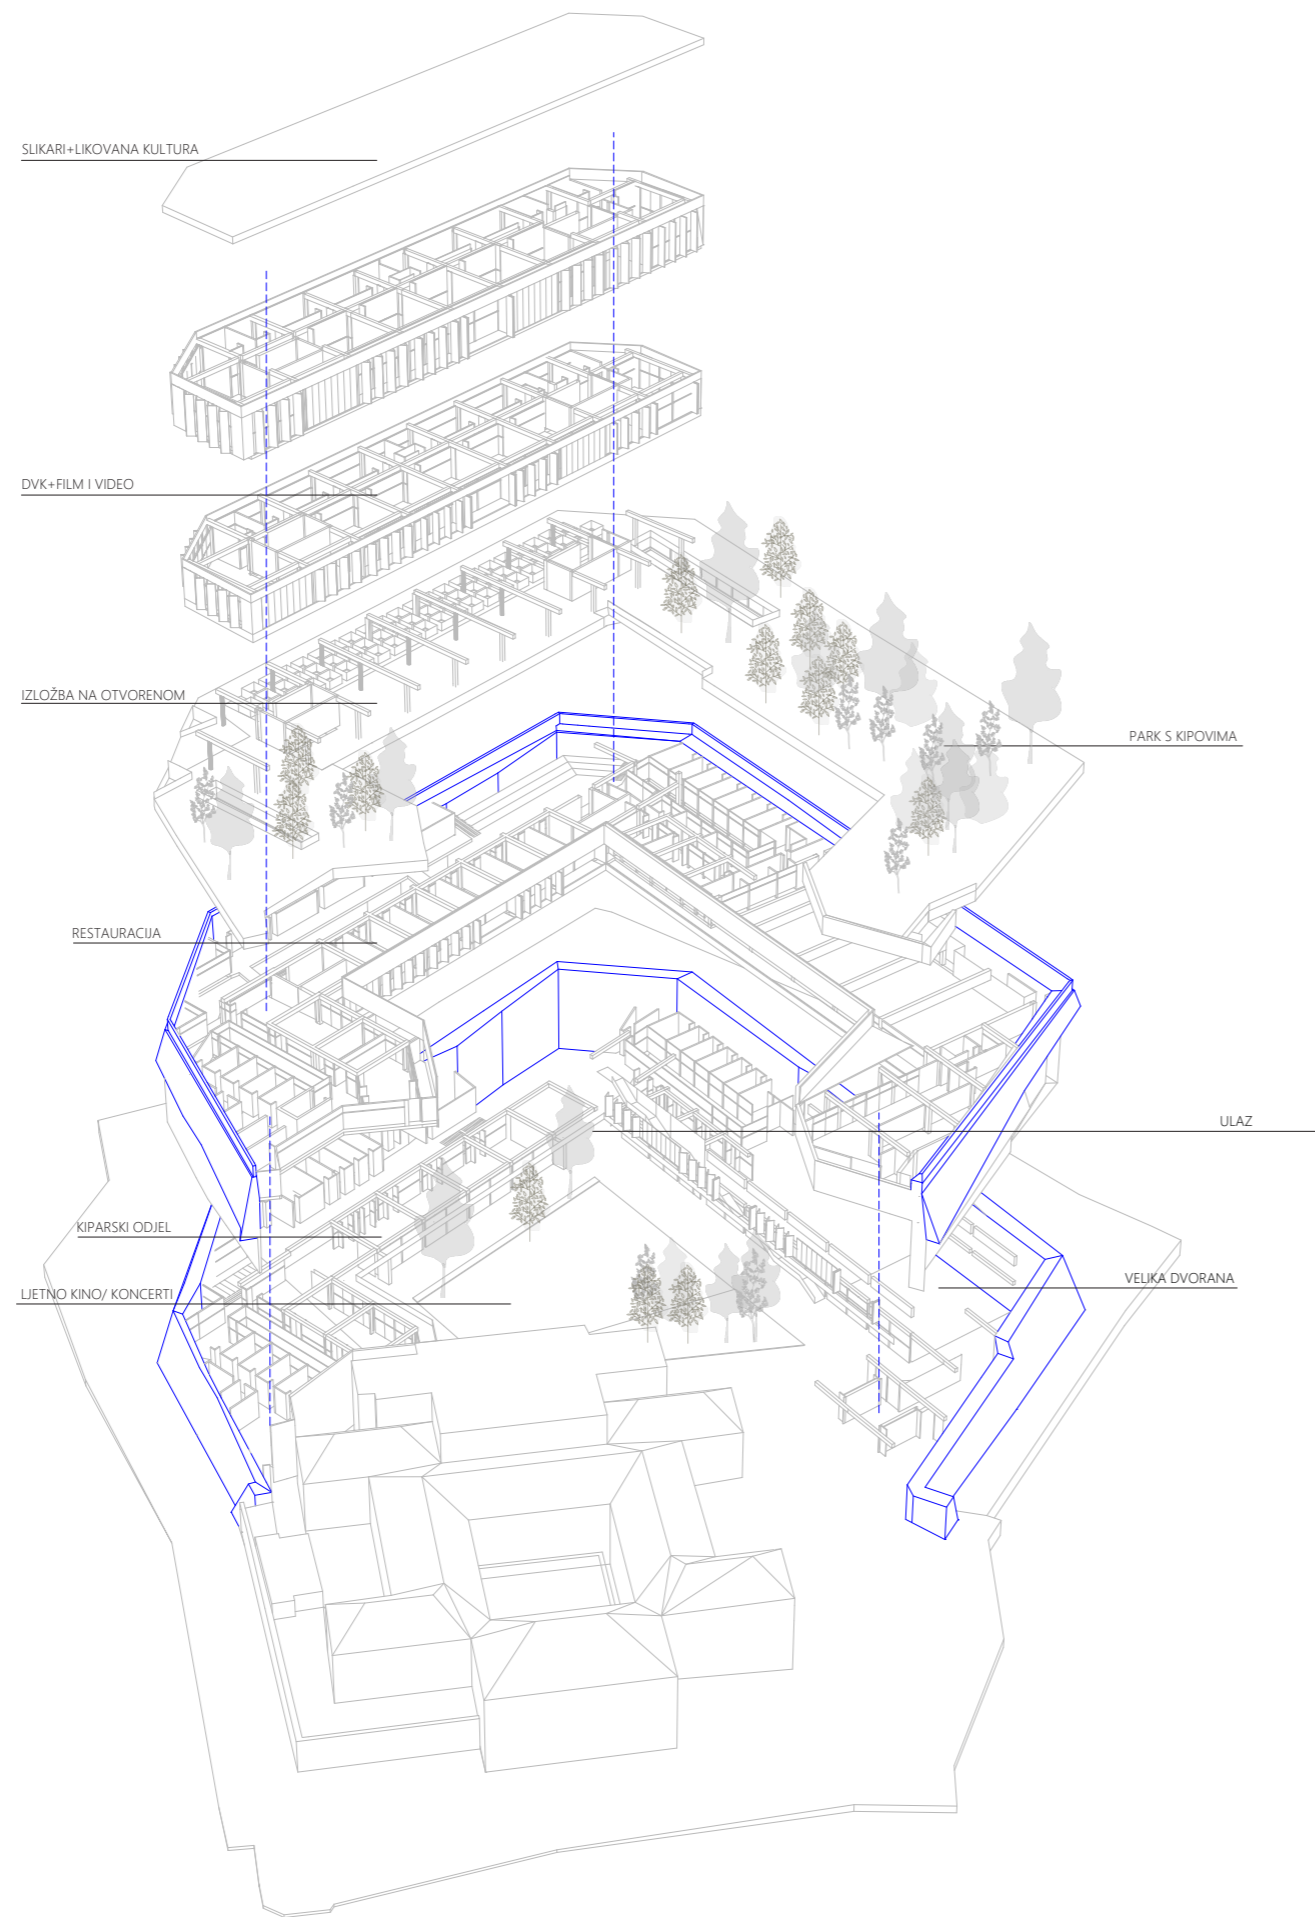 SLIKARI+LIKOVANA KULTURA
DVK+FILM I VIDEO
IZLOŽBA NA OTVORENOM
PARK S KIPOVIMA
RESTAURACIJA
ULAZ
KIPARSKI ODJEL
VELIKA DVORANA
LJETNO KINO/ KONCERTI